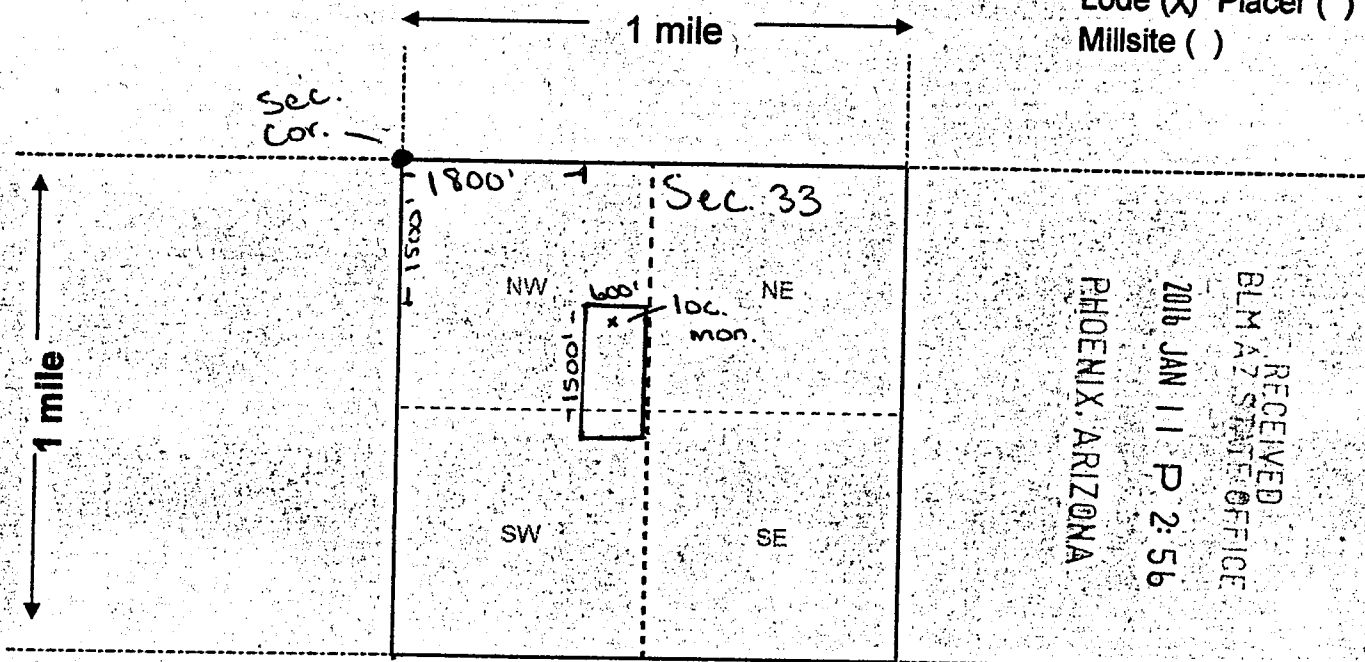 Lode (X) Placer ( )
Millsite ( )
1 mile
Sec.
Cor.
1800'
Sec. 33
1500'
NW
NE
600'
loc.
mon.
1500'
1 mile
SW
SE
RECEIVED
BLM AZ STATE OFFICE
2016 JAN 11 P 2:56
PHOENIX, ARIZONA